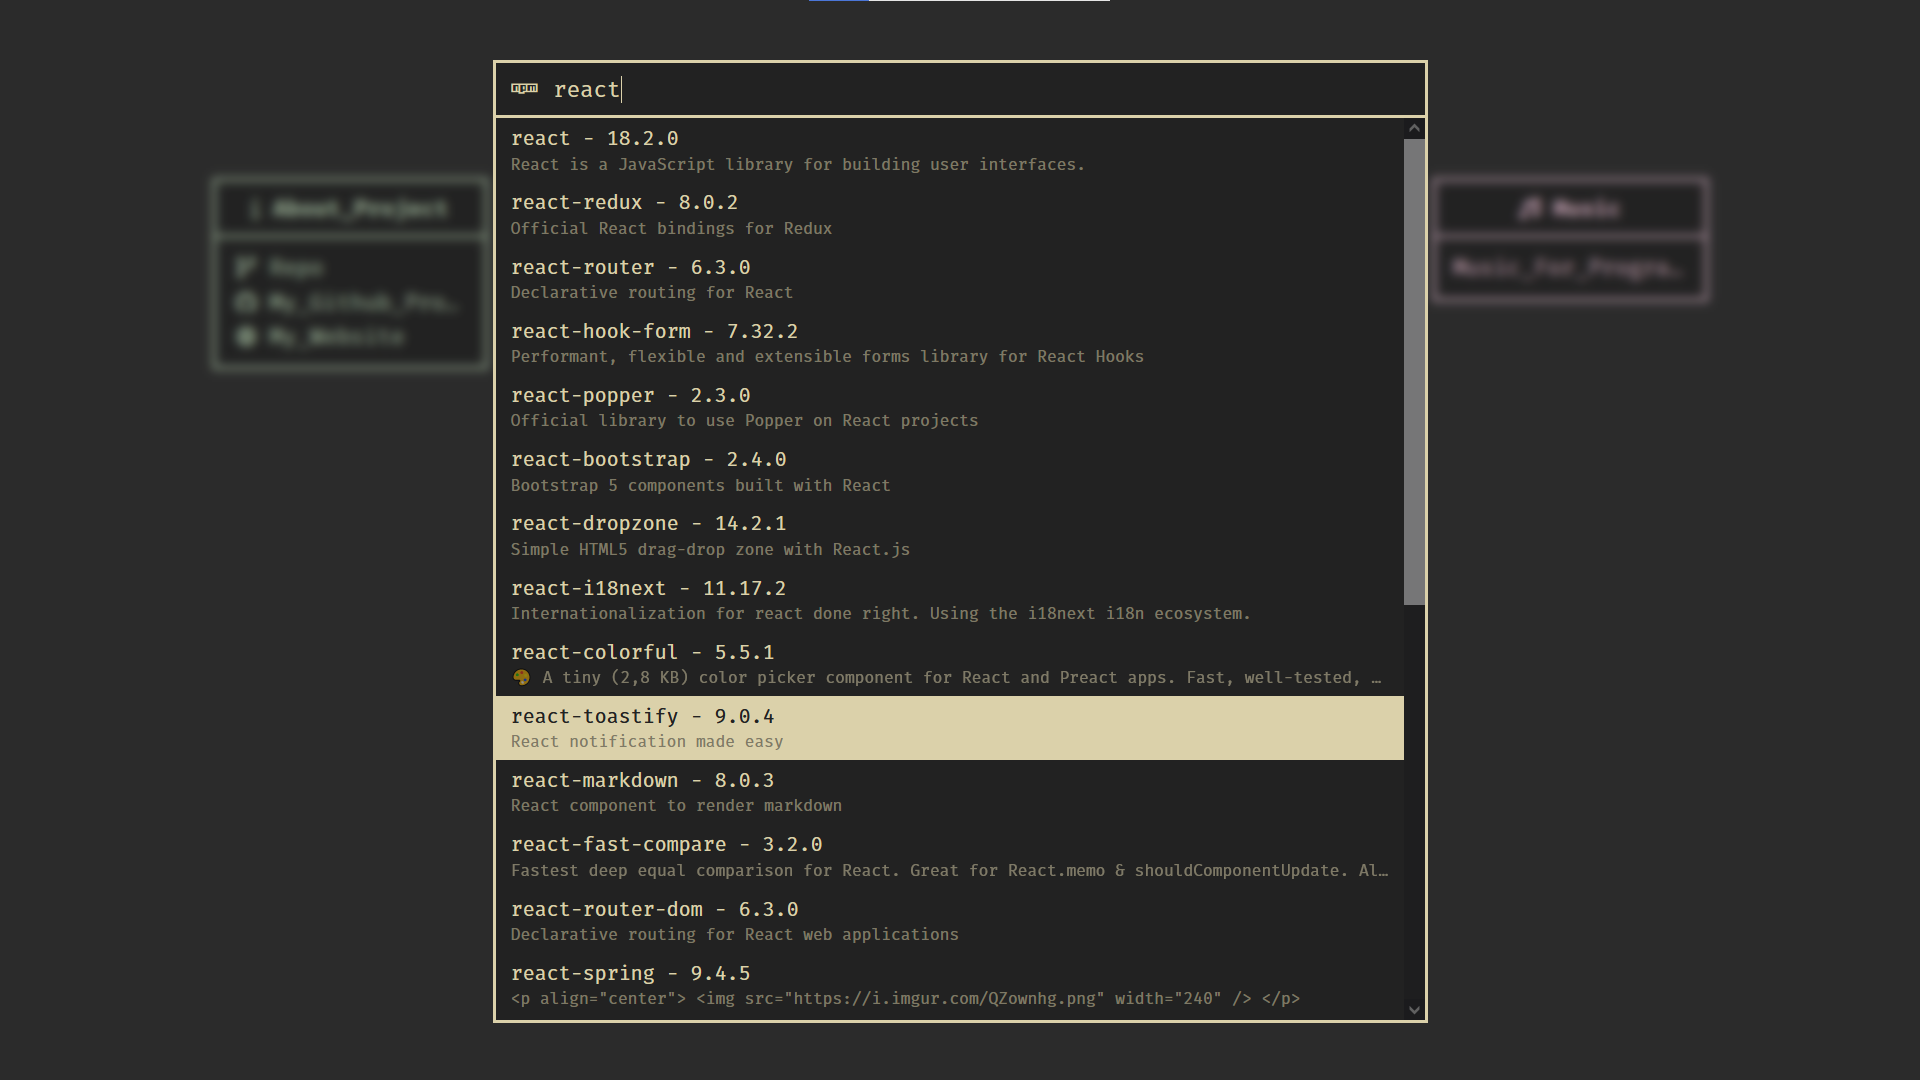 npm react
react - 18.2.0
React is a JavaScript library for building user interfaces.
react-redux - 8.0.2
Official React bindings for Redux
react-router - 6.3.0
Declarative routing for React
react-hook-form - 7.32.2
Performant, flexible and extensible forms library for React Hooks
react-popper - 2.3.0
Official library to use Popper on React projects
react-bootstrap - 2.4.0
Bootstrap 5 components built with React
react-dropzone - 14.2.1
Simple HTML5 drag-drop zone with React.js
react-i18next - 11.17.2
Internationalization for react done right. Using the i18next i18n ecosystem.
react-colorful - 5.5.1
🎨 A tiny (2,8 KB) color picker component for React and Preact apps. Fast, well-tested, …
react-toastify - 9.0.4
React notification made easy
react-markdown - 8.0.3
React component to render markdown
react-fast-compare - 3.2.0
Fastest deep equal comparison for React. Great for React.memo & shouldComponentUpdate. Al…
react-router-dom - 6.3.0
Declarative routing for React web applications
react-spring - 9.4.5
<p align="center"> <img src="https://i.imgur.com/QZownhg.png" width="240" /> </p>
About_Project
Repo
My_Github_Pro…
My_Website
Music
Music_For_Progra…